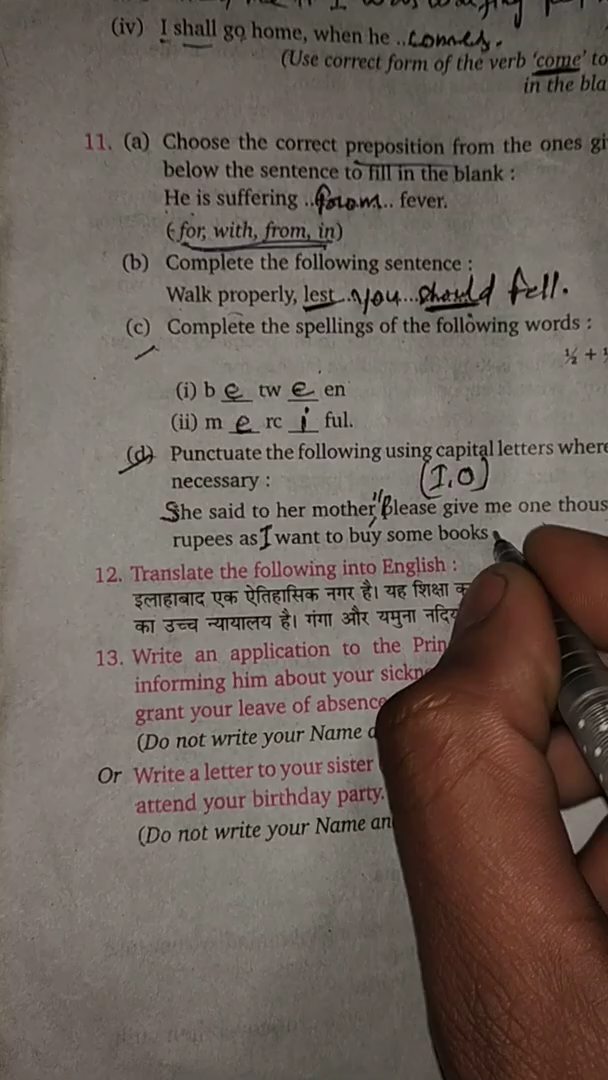 (iv) I shall go home, when he ..comes.
(Use correct form of the verb 'come' to
in the bla
11. (a) Choose the correct preposition from the ones gi
below the sentence to fill in the blank :
He is suffering ..from.. fever.
(for, with, from, in)
(b) Complete the following sentence :
Walk properly, lest..you...should fell.
(c) Complete the spellings of the following words :
½ +
(i) b e tw e en
(ii) m e rc i ful.
(d) Punctuate the following using capital letters where
necessary :
(I.O)
She said to her mother, "Please give me one thous
rupees as I want to buy some books
12. Translate the following into English :
इलाहाबाद एक ऐतिहासिक नगर है। यह शिक्षा क
का उच्च न्यायालय है। गंगा और यमुना नदिय
13. Write an application to the Prin
informing him about your sickn
grant your leave of absence
(Do not write your Name
Or Write a letter to your sister
attend your birthday party.
(Do not write your Name an